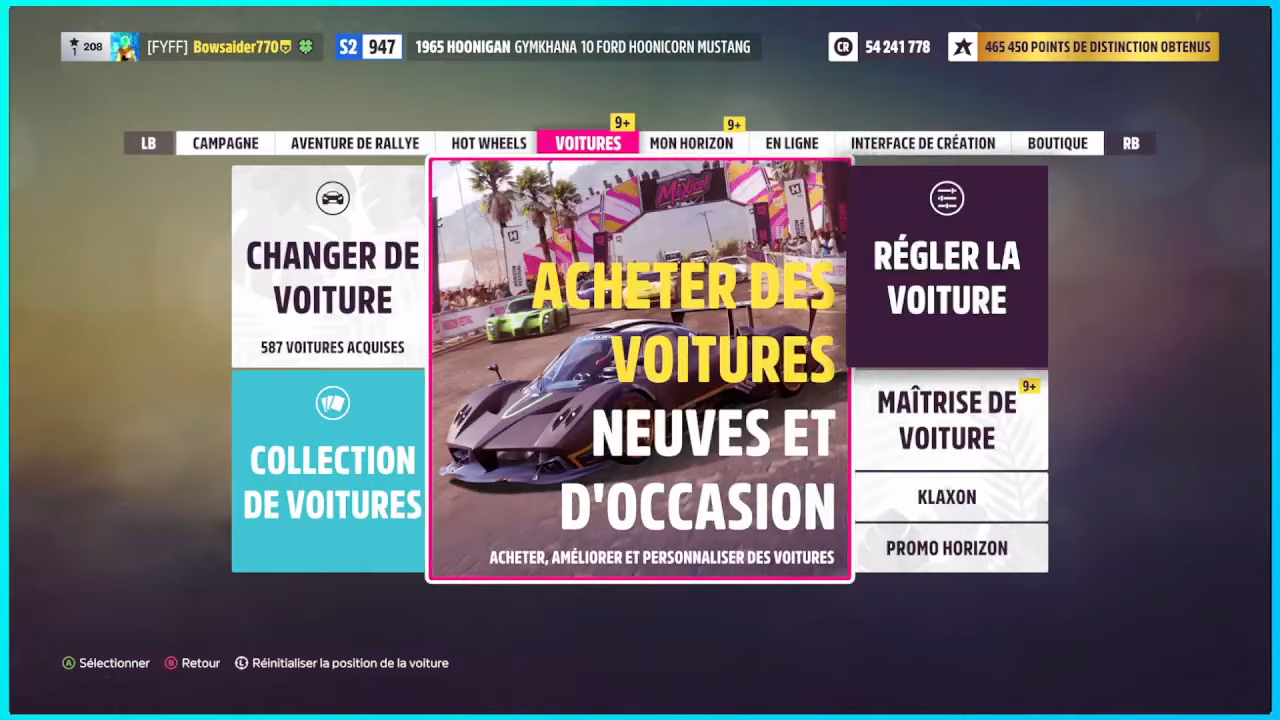 1 208 [FYFF] Bowsaider770 S2 947 1965 HOONIGAN GYMKHANA 10 FORD HOONICORN MUSTANG CR 54 241 778 465 450 POINTS DE DISTINCTION OBTENUS
9+ 9+
LB CAMPAGNE AVENTURE DE RALLYE HOT WHEELS VOITURES MON HORIZON EN LIGNE INTERFACE DE CRÉATION BOUTIQUE RB
CHANGER DE
VOITURE
587 VOITURES ACQUISES
COLLECTION
DE VOITURES
MEXICO
ACHETER DES
VOITURES
NEUVES ET
D'OCCASION
ACHETER, AMÉLIORER ET PERSONNALISER DES VOITURES
RÉGLER LA
VOITURE
9+
MAÎTRISE DE
VOITURE
KLAXON
PROMO HORIZON
A Sélectionner B Retour L Réinitialiser la position de la voiture